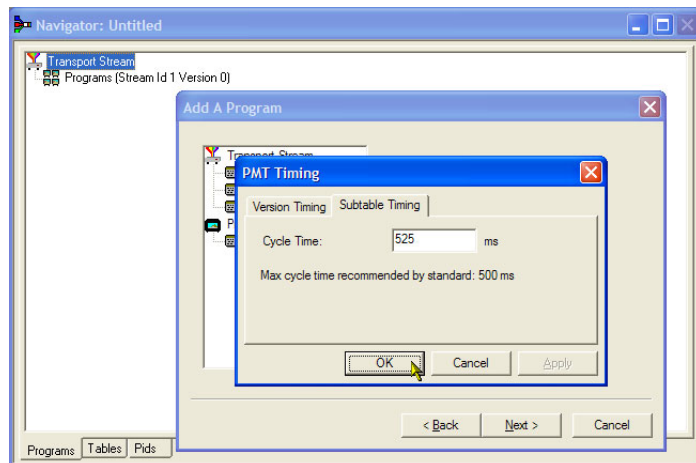 Navigator: Untitled
Transport Stream
Programs (Stream Id 1 Version 0)
Add A Program
PMT Timing
Version Timing
Subtable Timing
Cycle Time:
525
ms
Max cycle time recommended by standard: 500 ms
OK
Cancel
Apply
< Back
Next >
Cancel
Programs
Tables
Pids